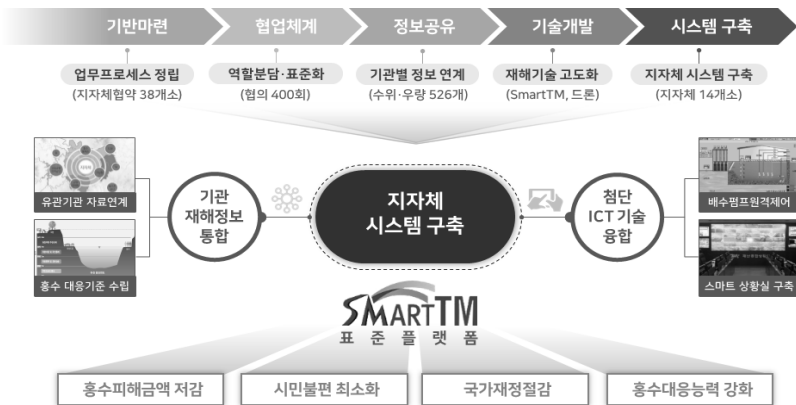 기반마련
협업체계
정보공유
기술개발
시스템 구축
업무프로세스 정립
(지자체협약 38개소)
역할분담·표준화
(협의 400회)
기관별 정보 연계
(수위·우량 526개)
재해기술 고도화
(SmartTM, 드론)
지자체 시스템 구축
(지자체 14개소)
유관기관 자료연계
홍수 대응기준 수립
기관
재해정보
통합
지자체
시스템 구축
첨단
ICT 기술
융합
배수펌프원격제어
스마트 상황실 구축
SMARTTM
표준플랫폼
홍수피해금액 저감
시민불편 최소화
국가재정절감
홍수대응능력 강화